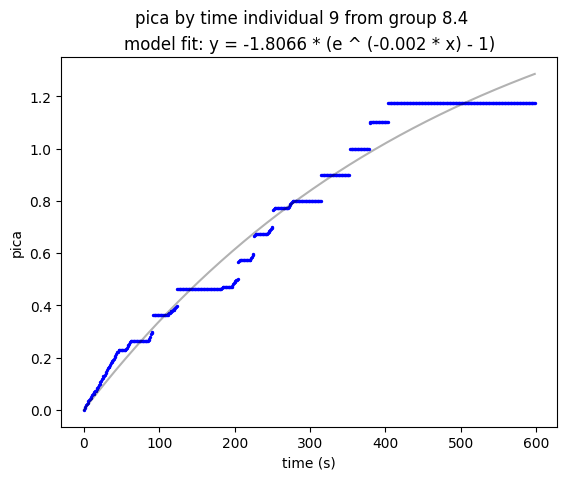 pica by time individual 9 from group 8.4
model fit: y = -1.8066 * (e ^ (-0.002 * x) - 1)
1.2
1.0
0.8
0.6
0.4
0.2
0.0
pica
0 100 200 300 400 500 600
time (s)